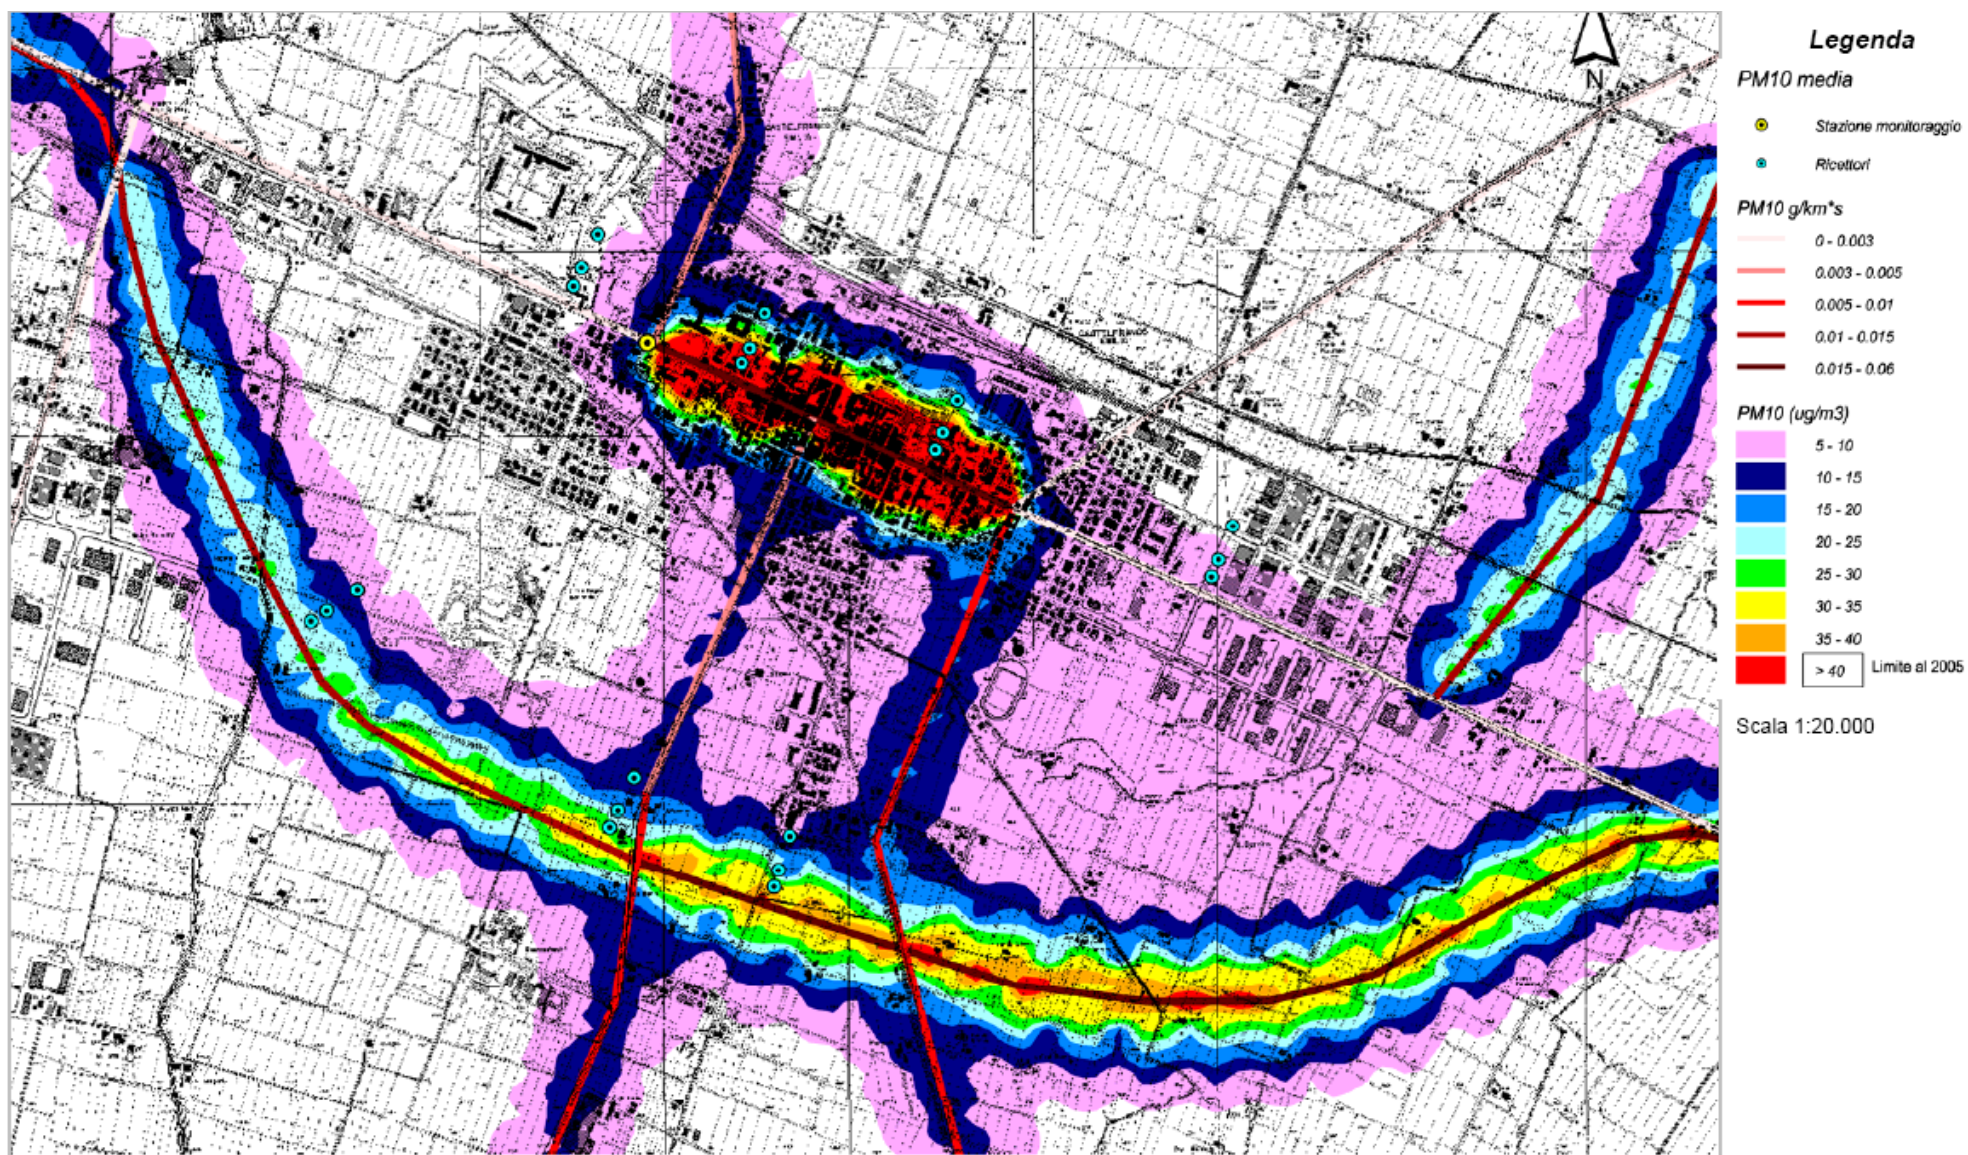 N
CASTELFRANCO
EMILIA
Legenda
PM10 media
Stazione monitoraggio
Ricettori
PM10 g/km*s
0 - 0.003
0.003 - 0.005
0.005 - 0.01
0.01 - 0.015
0.015 - 0.06
PM10 (ug/m3)
5 - 10
10 - 15
15 - 20
20 - 25
25 - 30
30 - 35
35 - 40
> 40 Limite al 2005
Scala 1:20.000